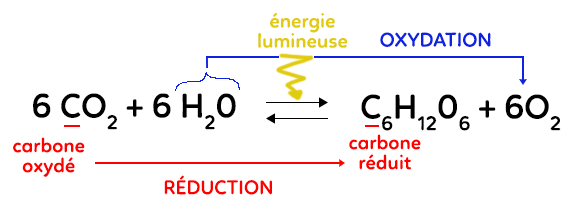 énergie
lumineuse
OXYDATION
6 CO₂ + 6 H₂0 ⇌ C₆H₁₂0₆ + 6O₂
carbone
oxydé
carbone
réduit
RÉDUCTION